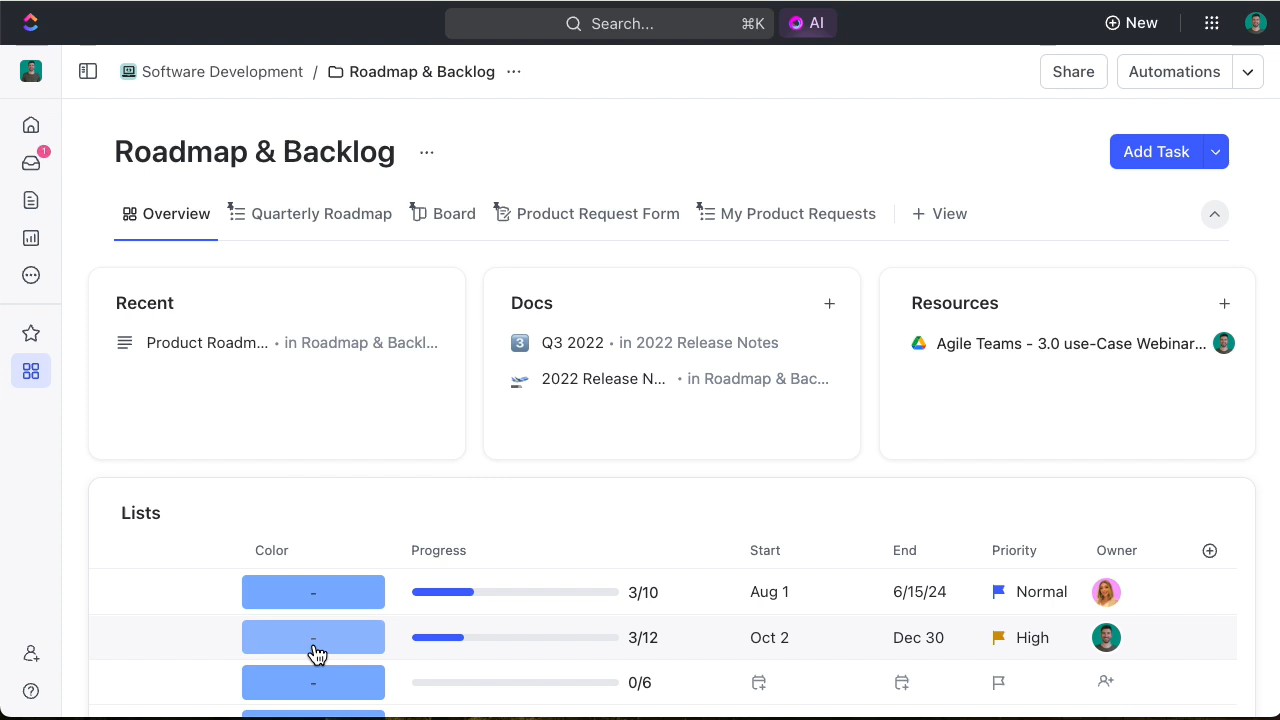 Search...
⌘K
AI
New
Software Development / Roadmap & Backlog ...
Share
Automations
1
Roadmap & Backlog ...
Add Task
Overview
Quarterly Roadmap
Board
Product Request Form
My Product Requests
+ View
Recent
Product Roadm... • in Roadmap & Backl...
Docs
3 Q3 2022 • in 2022 Release Notes
2022 Release N... • in Roadmap & Bac...
Resources
Agile Teams - 3.0 use-Case Webinar...
Lists
Color Progress Start End Priority Owner
- 3/10 Aug 1 6/15/24 Normal
- 3/12 Oct 2 Dec 30 High
- 0/6